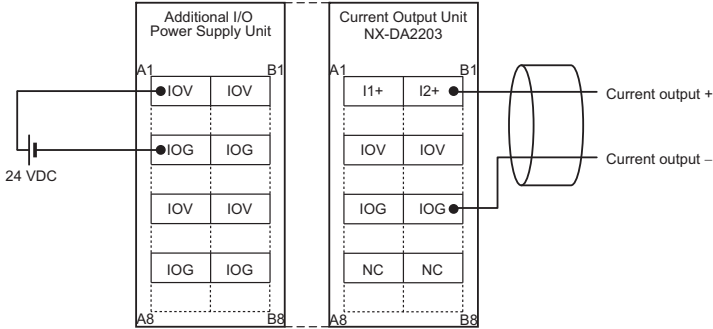 Additional I/O
Power Supply Unit
Current Output Unit
NX-DA2203
A1 B1 A1 B1
IOV IOV I1+ I2+ Current output +
IOG IOG IOV IOV Current output −
24 VDC
IOV IOV IOG IOG
IOG IOG NC NC
A8 B8 A8 B8